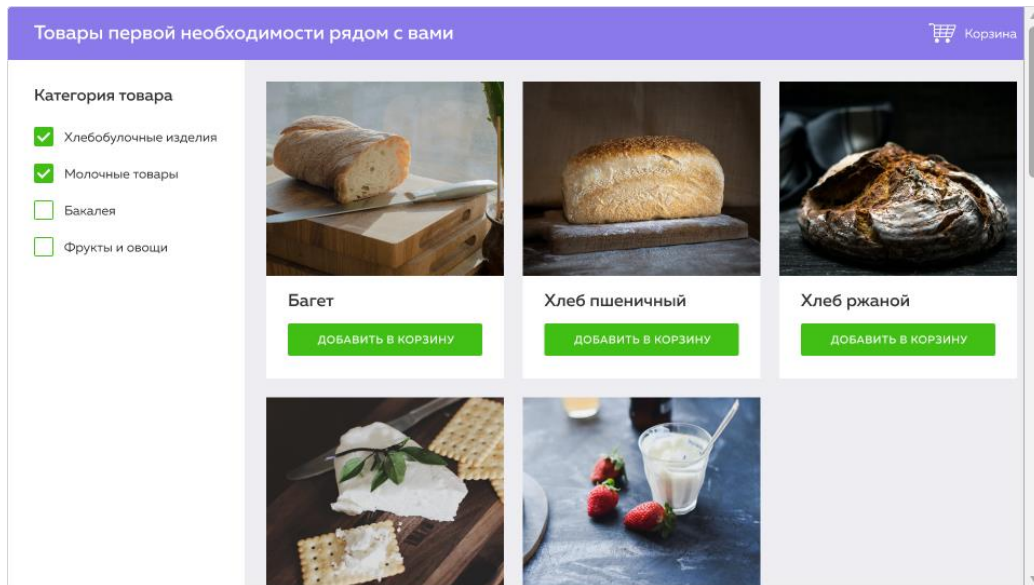 Товары первой необходимости рядом с вами
Корзина
Категория товара
Хлебобулочные изделия
Молочные товары
Бакалея
Фрукты и овощи
Багет
Хлеб пшеничный
Хлеб ржаной
ДОБАВИТЬ В КОРЗИНУ
ДОБАВИТЬ В КОРЗИНУ
ДОБАВИТЬ В КОРЗИНУ